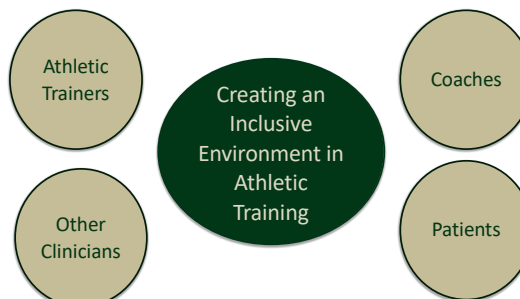 Athletic
Trainers
Creating an
Inclusive
Environment in
Athletic
Training
Coaches
Other
Clinicians
Patients